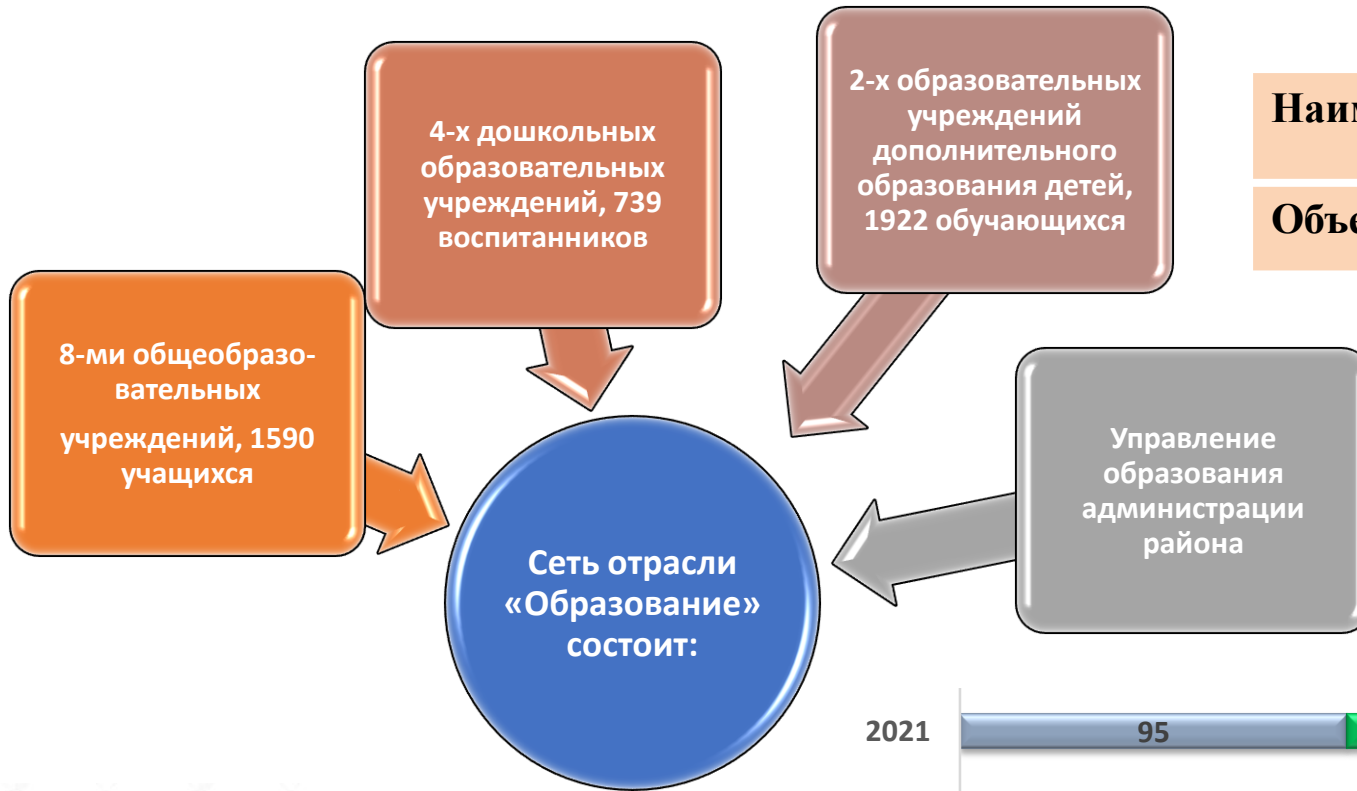 8-ми общеобразо-
вательных
учреждений, 1590
учащихся
4-х дошкольных
образовательных
учреждений, 739
воспитанников
2-х образовательных
учреждений
дополнительного
образования детей,
1922 обучающихся
Управление
образования
администрации
района
Сеть отрасли
«Образование»
состоит:
2021
95